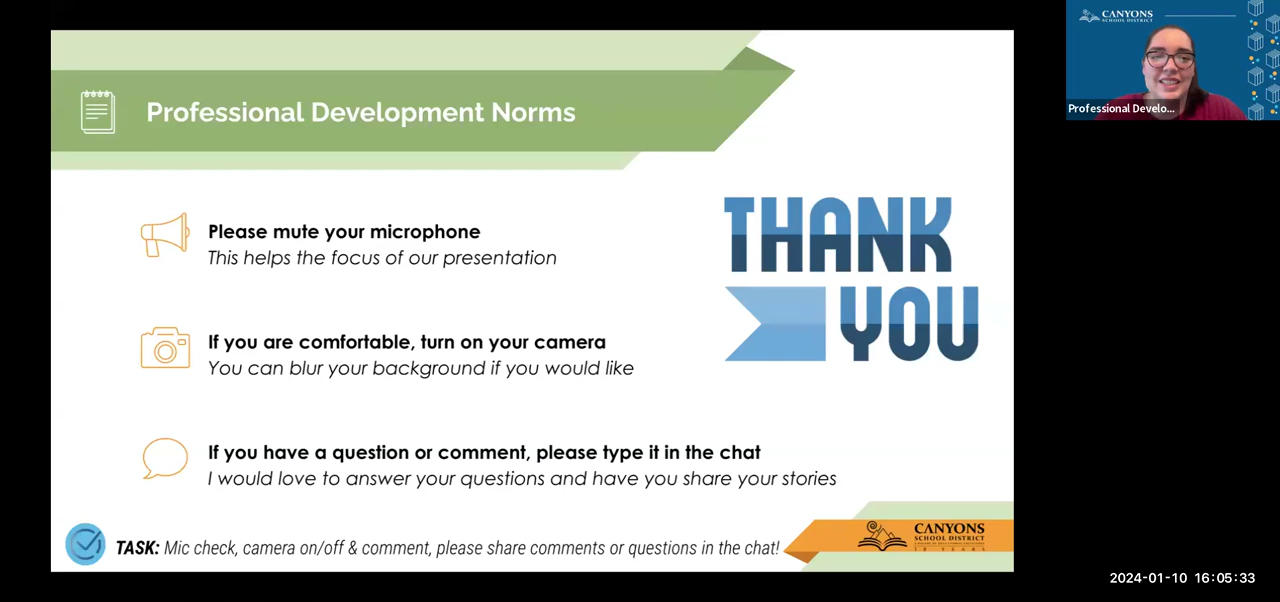 CANYONS
SCHOOL DISTRICT
Professional Develo...
Professional Development Norms
Please mute your microphone
This helps the focus of our presentation
THANK
YOU
If you are comfortable, turn on your camera
You can blur your background if you would like
If you have a question or comment, please type it in the chat
I would love to answer your questions and have you share your stories
TASK: Mic check, camera on/off & comment, please share comments or questions in the chat!
CANYONS
SCHOOL DISTRICT
2024-01-10 16:05:33